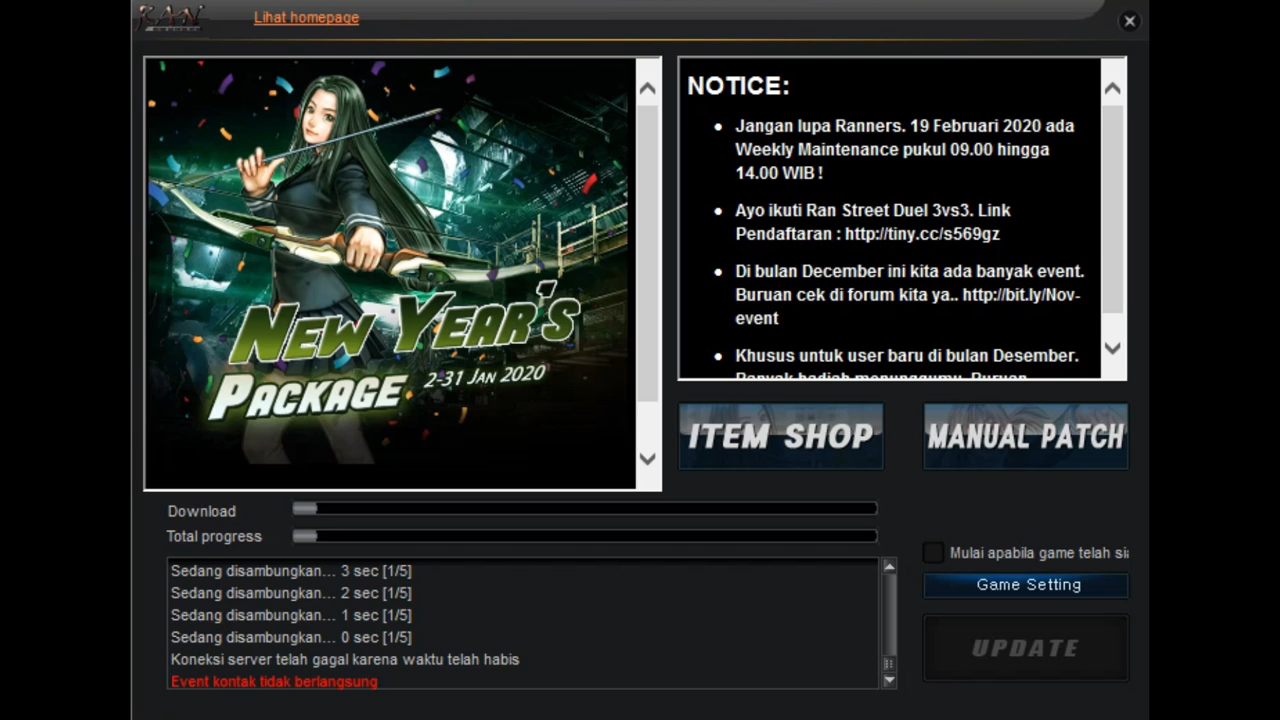 RAN
Lihat homepage
NEW YEAR'S
PACKAGE 2-31 JAN 2020
NOTICE:
Jangan lupa Ranners. 19 Februari 2020 ada
Weekly Maintenance pukul 09.00 hingga
14.00 WIB !
Ayo ikuti Ran Street Duel 3vs3. Link
Pendaftaran : http://tiny.cc/s569gz
Di bulan December ini kita ada banyak event.
Buruan cek di forum kita ya.. http://bit.ly/Nov-
event
Khusus untuk user baru di bulan Desember.
Banyak hadiah menunggumu. Buruan
ITEM SHOP
MANUAL PATCH
Download
Total progress
Sedang disambungkan... 3 sec [1/5]
Sedang disambungkan... 2 sec [1/5]
Sedang disambungkan... 1 sec [1/5]
Sedang disambungkan... 0 sec [1/5]
Koneksi server telah gagal karena waktu telah habis
Event kontak tidak berlangsung
Mulai apabila game telah sia
Game Setting
UPDATE